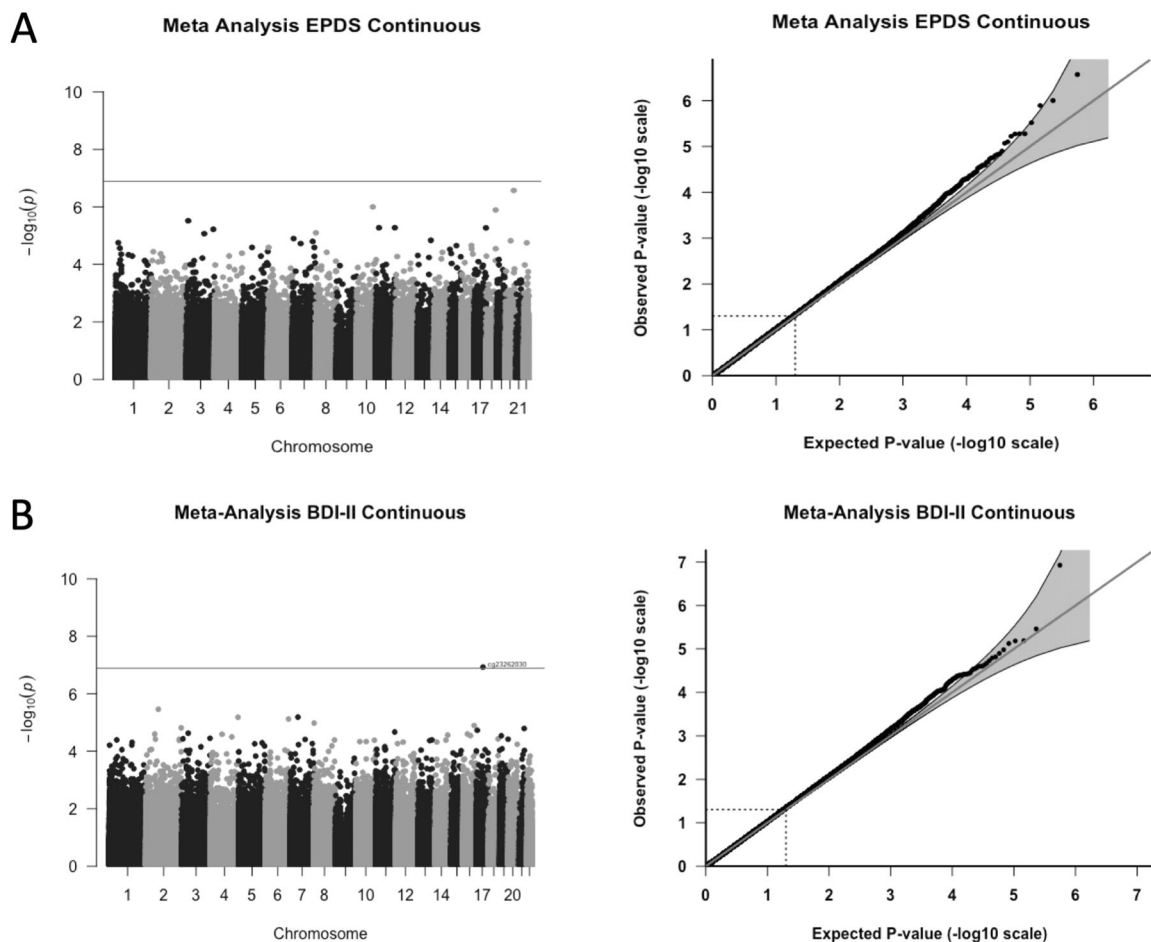 A
Meta Analysis EPDS Continuous
10
8
6
4
2
0
−log10(p)
1 2 3 4 5 6 8 10 12 14 17 21
Chromosome
Meta Analysis EPDS Continuous
6
5
4
3
2
1
0
Observed P-value (-log10 scale)
0 1 2 3 4 5 6
Expected P-value (-log10 scale)
B
Meta-Analysis BDI-II Continuous
10
8
6
4
2
0
−log10(p)
cg23262030
1 2 3 4 5 6 7 8 10 12 14 17 20
Chromosome
Meta-Analysis BDI-II Continuous
7
6
5
4
3
2
1
0
Observed P-value (-log10 scale)
0 1 2 3 4 5 6 7
Expected P-value (-log10 scale)